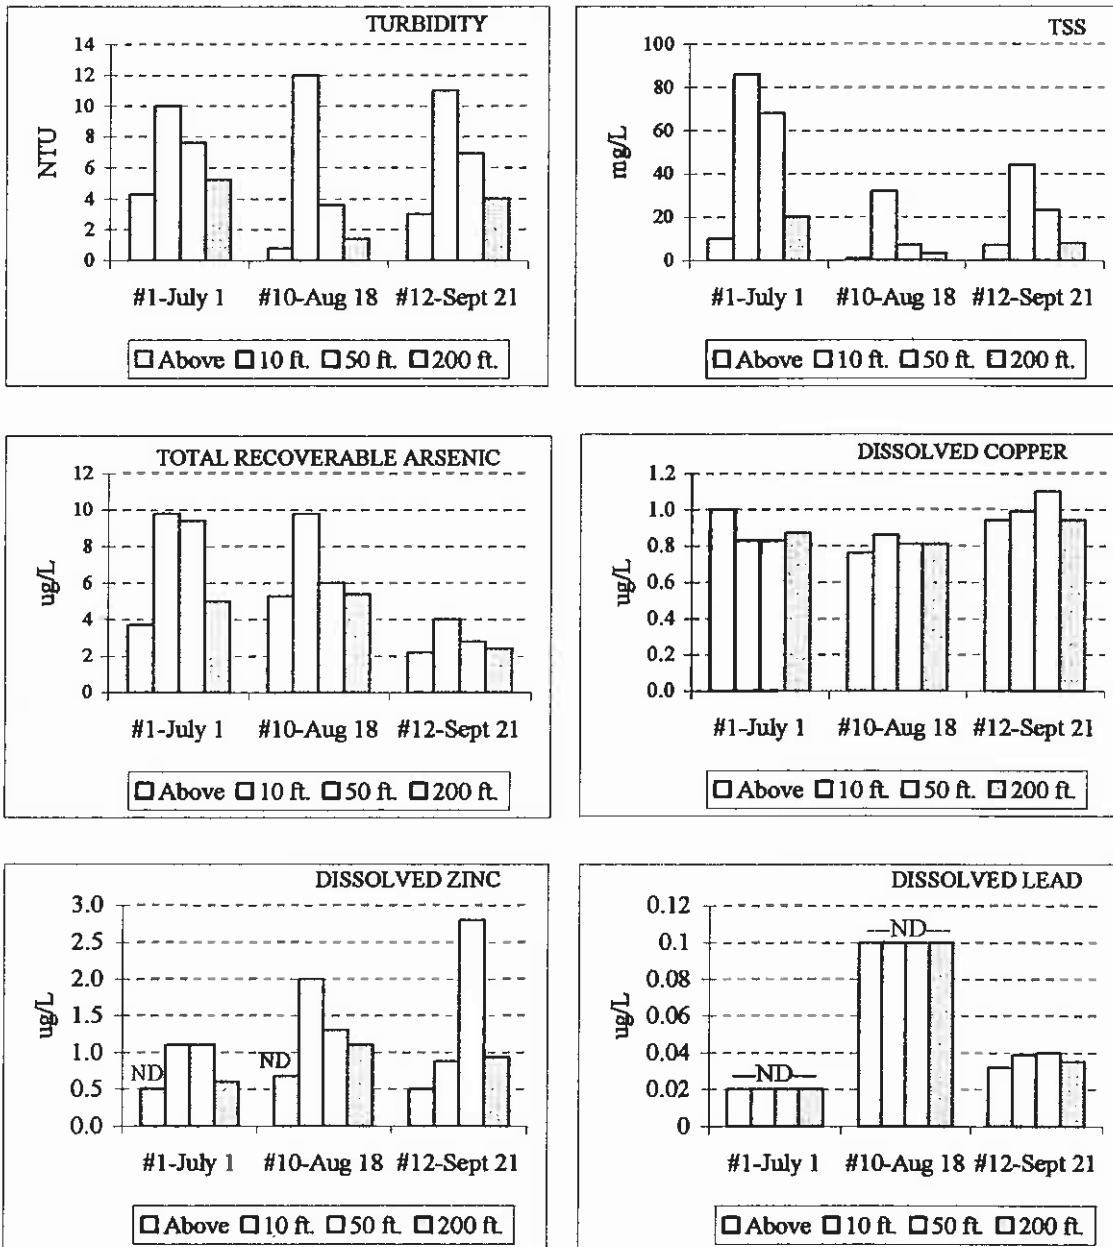 TURBIDITY
14
12
10
8
6
4
2
0
NTU
#1-July 1 #10-Aug 18 #12-Sept 21
Above 10 ft. 50 ft. 200 ft.
TSS
100
80
60
40
20
0
mg/L
#1-July 1 #10-Aug 18 #12-Sept 21
Above 10 ft. 50 ft. 200 ft.
TOTAL RECOVERABLE ARSENIC
12
10
8
6
4
2
0
ug/L
#1-July 1 #10-Aug 18 #12-Sept 21
Above 10 ft. 50 ft. 200 ft.
DISSOLVED COPPER
1.2
1.0
0.8
0.6
0.4
0.2
0.0
ug/L
#1-July 1 #10-Aug 18 #12-Sept 21
Above 10 ft. 50 ft. 200 ft.
DISSOLVED ZINC
3.0
2.5
2.0
1.5
1.0
0.5
0.0
ug/L
ND
ND
#1-July 1 #10-Aug 18 #12-Sept 21
Above 10 ft. 50 ft. 200 ft.
DISSOLVED LEAD
0.12
0.1
0.08
0.06
0.04
0.02
0
ug/L
—ND—
—ND—
#1-July 1 #10-Aug 18 #12-Sept 21
Above 10 ft. 50 ft. 200 ft.